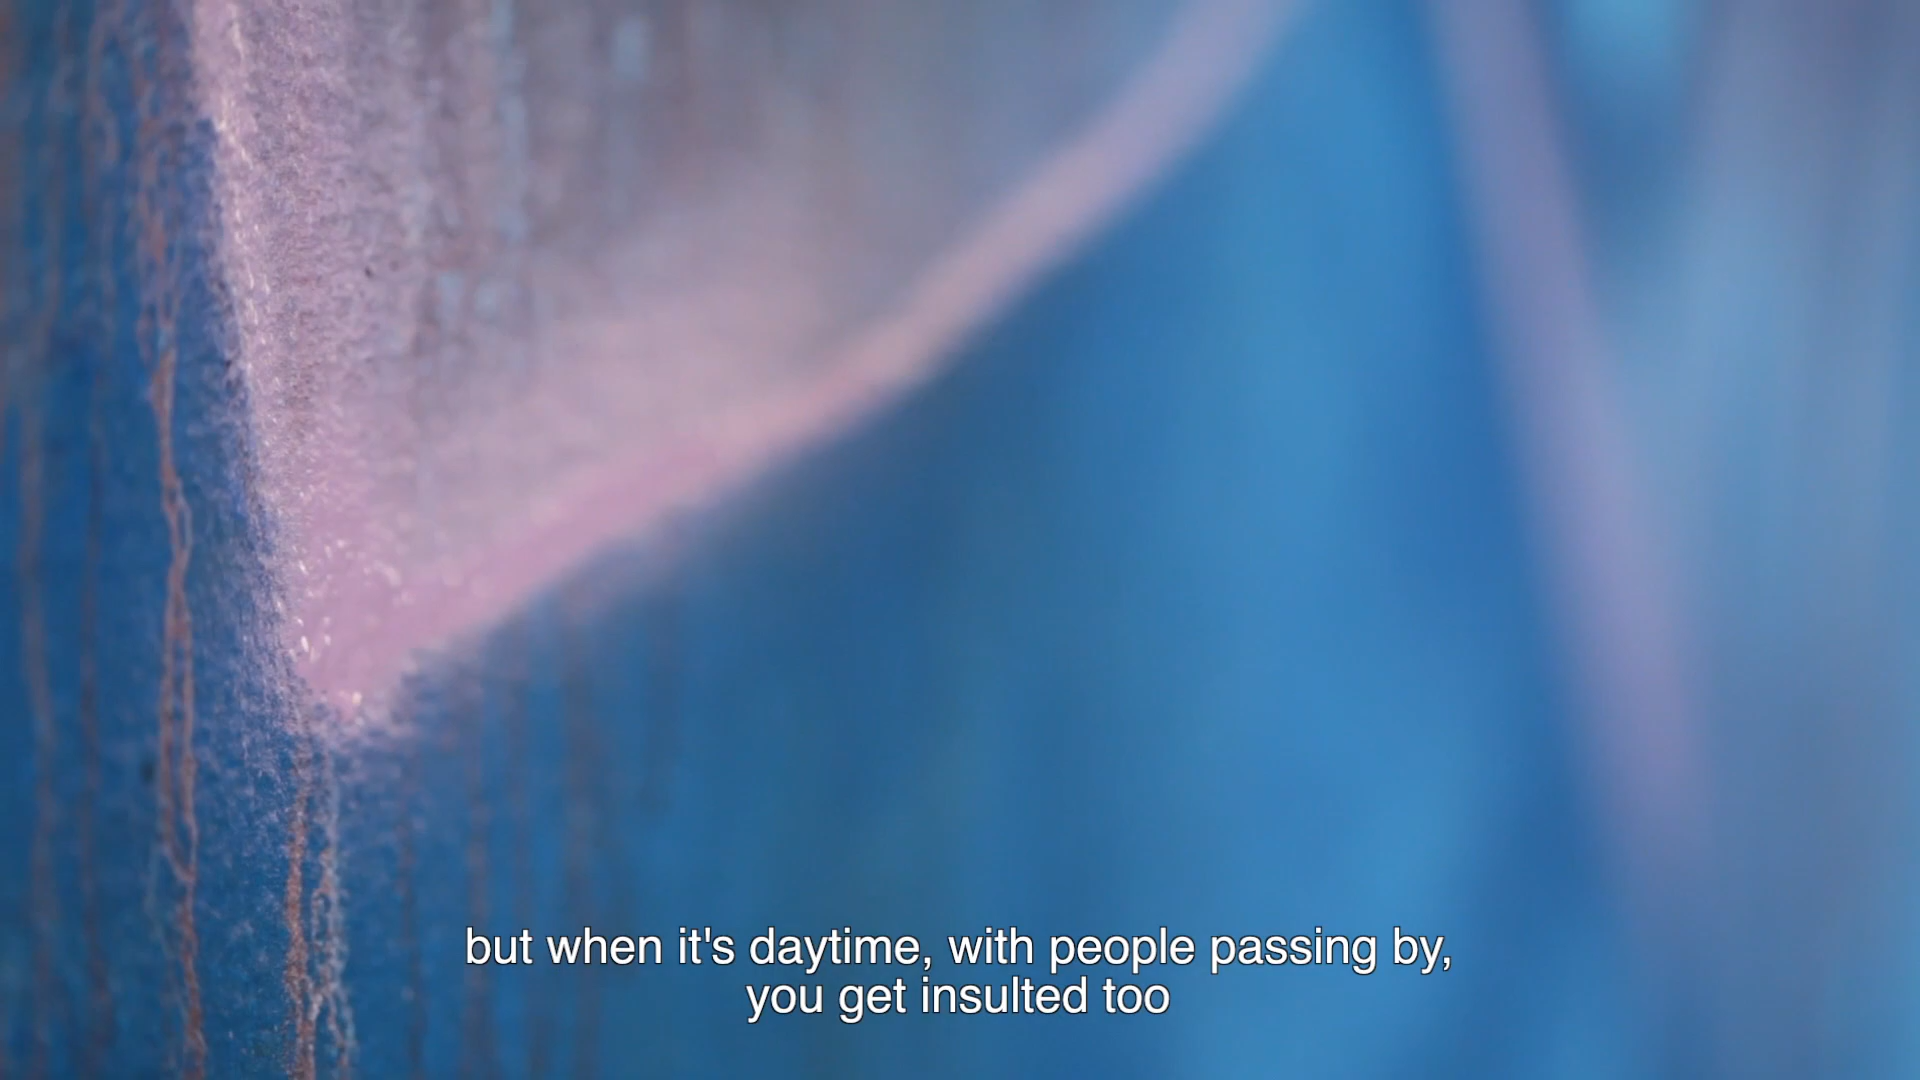 but when it's daytime, with people passing by,
you get insulted too